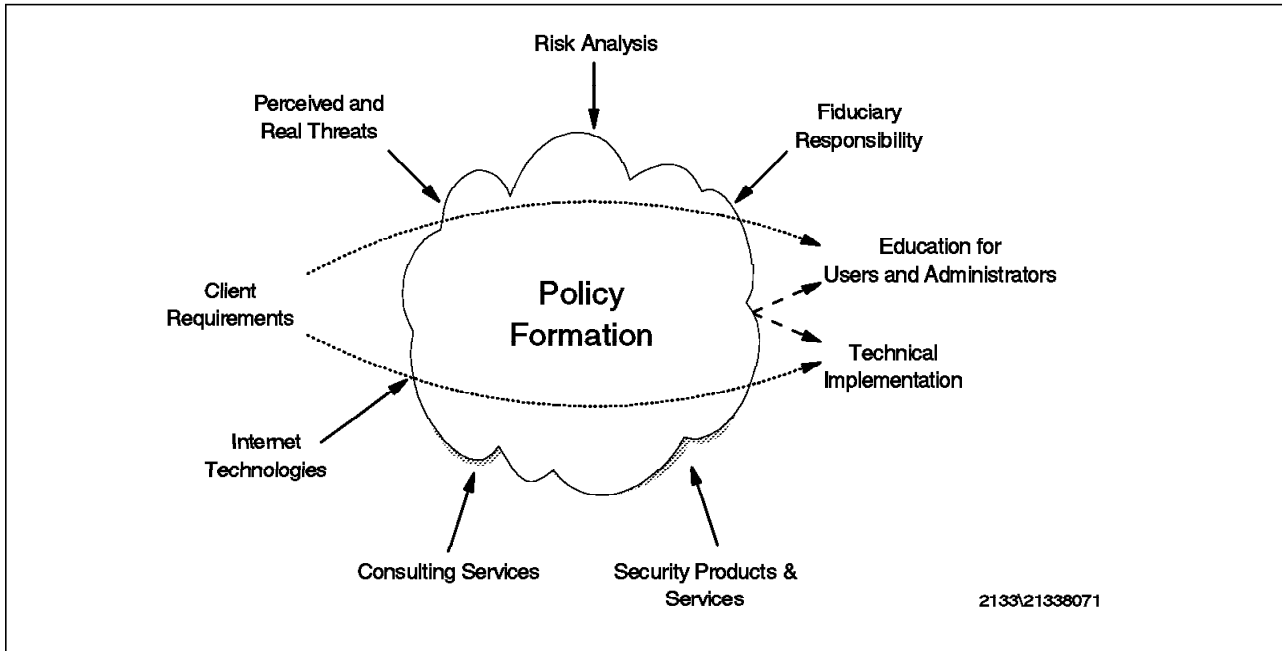 Risk Analysis
Perceived and
Real Threats
Fiduciary
Responsibility
Education for
Users and Administrators
Client
Requirements
Policy
Formation
Technical
Implementation
Internet
Technologies
Consulting Services
Security Products &
Services
2133\21338071